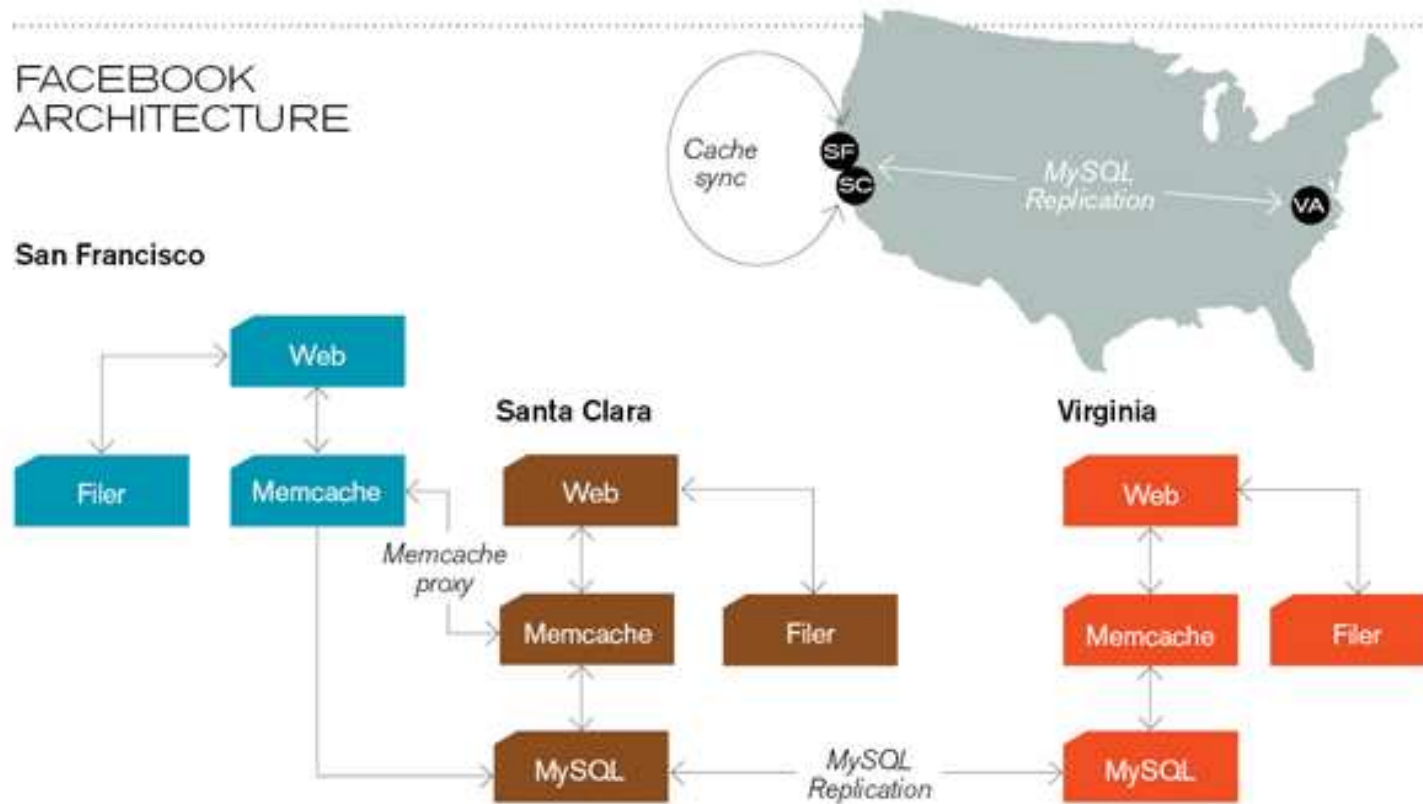 FACEBOOK
ARCHITECTURE
Cache
sync
SF
SC
MySQL
Replication
VA
San Francisco
Web
Filer
Memcache
Memcache
proxy
Santa Clara
Web
Memcache
Filer
MySQL
MySQL
Replication
Virginia
Web
Memcache
Filer
MySQL